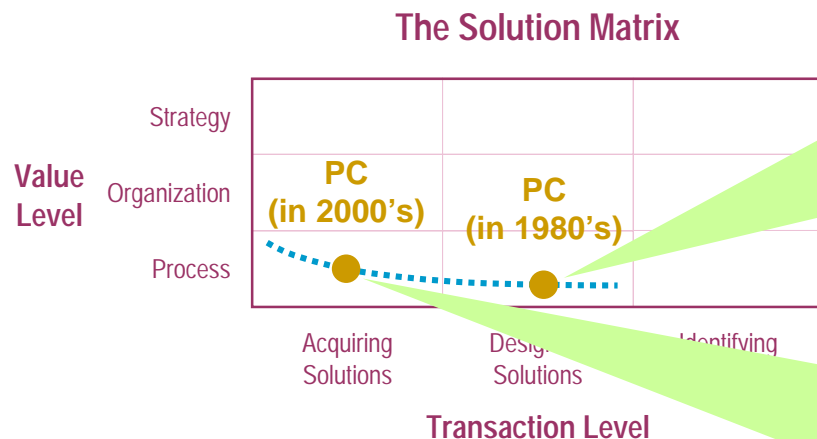 The Solution Matrix
Strategy
Value
Level
Organization
Process
PC
(in 2000's)
PC
(in 1980's)
Acquiring
Solutions
Solutions
Identifying
Transaction Level